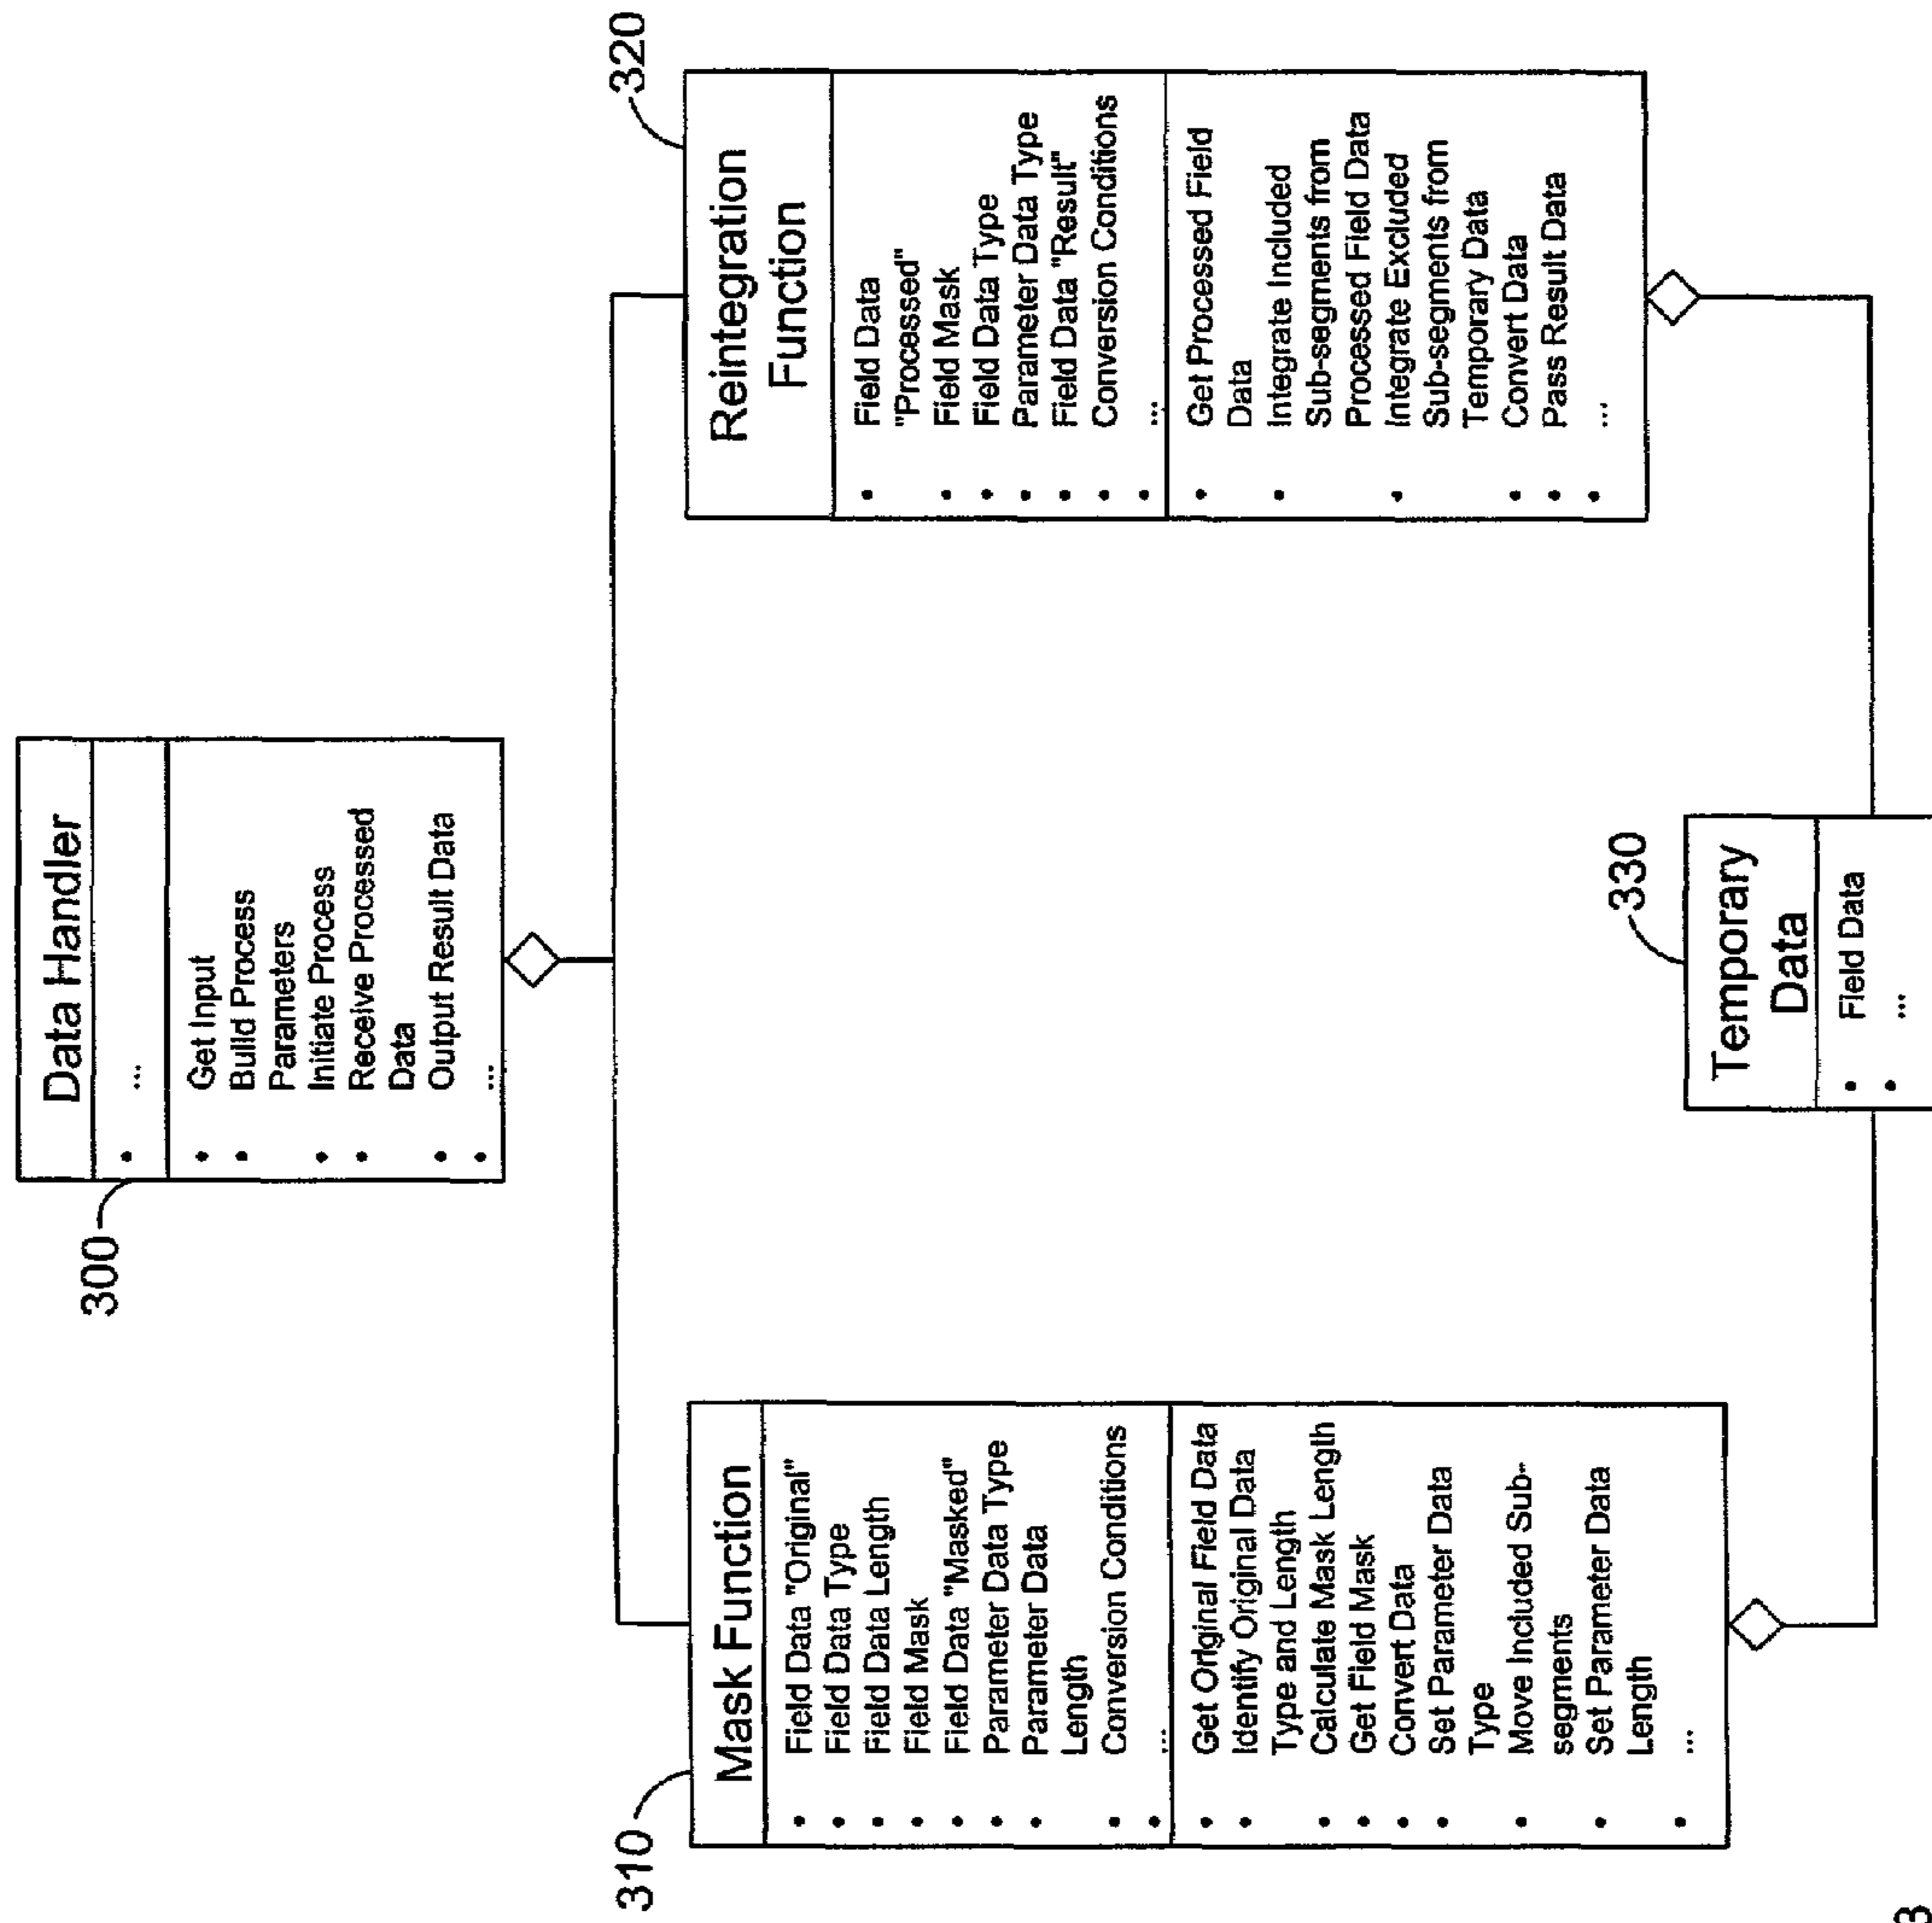 300
Data Handler
• ...
• Get Input
• Build Process
Parameters
• Initiate Process
• Receive Processed
Data
• Output Result Data
• ...
310
Mask Function
• Field Data "Original"
• Field Data Type
• Field Data Length
• Field Mask
• Field Data "Masked"
• Parameter Data Type
• Parameter Data
Length
• Conversion Conditions
• ...
• Get Original Field Data
• Identify Original Data
Type and Length
• Calculate Mask Length
• Get Field Mask
• Convert Data
• Set Parameter Data
Type
• Move Included Sub-
segments
• Set Parameter Data
Length
• ...
320
Reintegration
Function
• Field Data
"Processed"
• Field Mask
• Field Data Type
• Parameter Data Type
• Field Data "Result"
• Conversion Conditions
• ...
• Get Processed Field
Data
• Integrate Included
Sub-segments from
Processed Field Data
• Integrate Excluded
Sub-segments from
Temporary Data
• Convert Data
• Pass Result Data
• ...
330
Temporary
Data
• Field Data
• ...